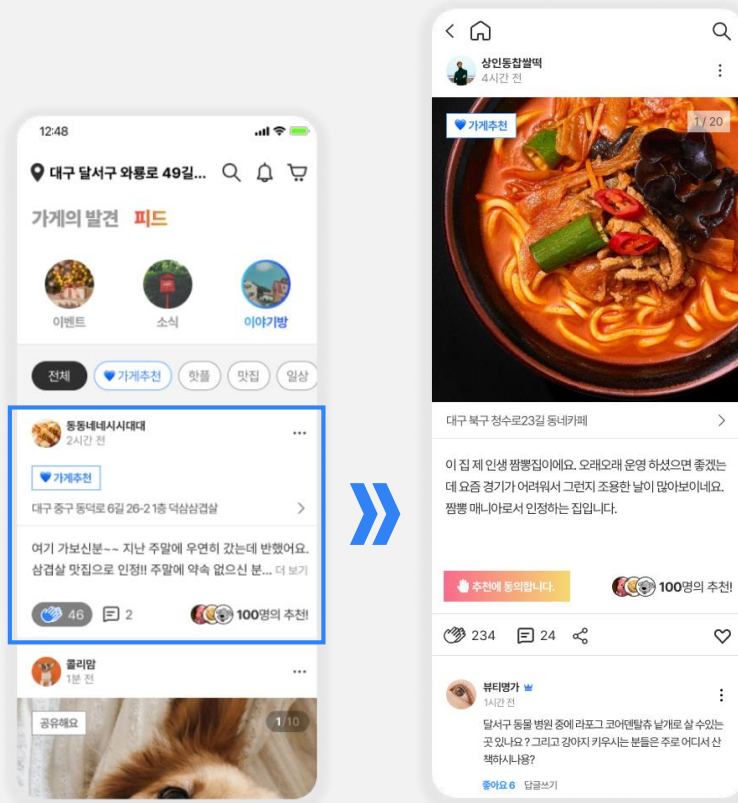 12:48
대구 달서구 와룡로 49길...
가게의 발견 피드
이벤트 소식 이야기방
전체 가게추천 핫플 맛집 일상
동동네네시시대대
2시간 전
가게추천
대구 중구 동덕로 6길 26-2 1층 덕삼삼겹살
여기 가보신분~~ 지난 주말에 우연히 갔는데 반했어요.
삼겹살 맛집으로 인정!! 주말에 약속 없으신 분... 더 보기
46 2 100명의 추천!
콜리맘
1분 전
공유해요
1/10
상인동찹쌀떡
4시간 전
가게추천
1/20
대구 북구 청수로23길 동네카페
이 집 제 인생 짬뽕집이에요. 오래오래 운영 하셨으면 좋겠는
데 요즘 경기가 어려워서 그런지 조용한 날이 많아보이네요.
짬뽕 매니아로서 인정하는 집입니다.
추천에 동의합니다. 100명의 추천!
234 24
뷰티명가
1시간 전
달서구 동물 병원 중에 라포그 코어덴탈츄 낱개로 살 수있는
곳 있나요? 그리고 강아지 키우시는 분들은 주로 어디서 산
책하시나용?
좋아요 6 답글쓰기